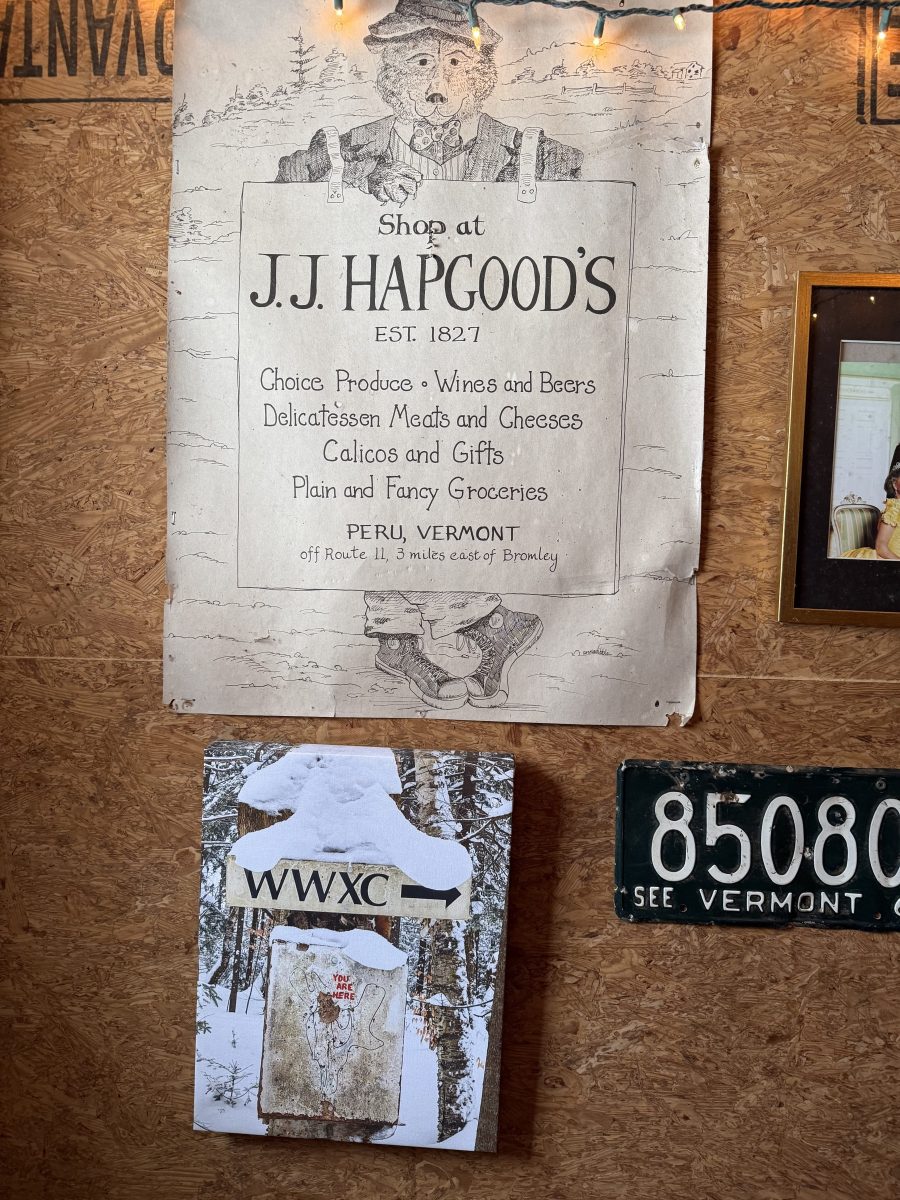 Shop at
J.J. HAPGOOD'S
EST. 1827
Choice Produce • Wines and Beers
Delicatessen Meats and Cheeses
Calicos and Gifts
Plain and Fancy Groceries
PERU, VERMONT
off Route 11, 3 miles east of Bromley
WWXC
YOU
ARE
HERE
85080
SEE VERMONT